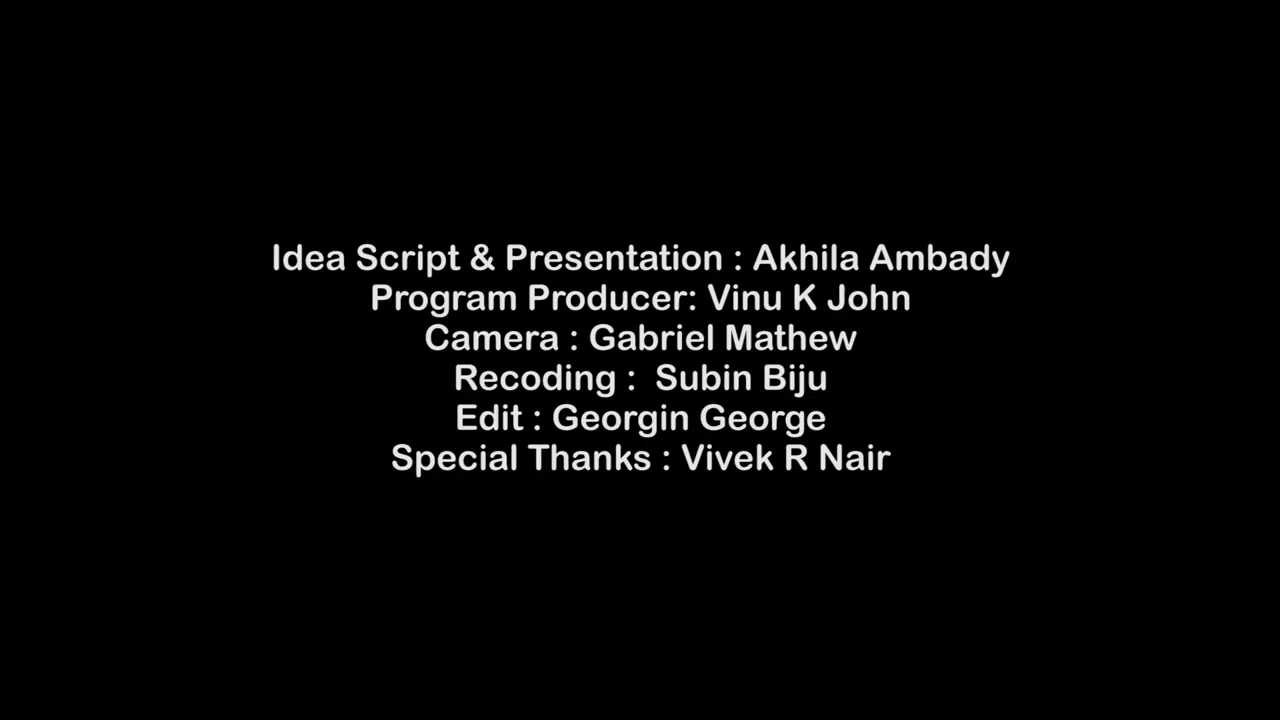 Idea Script & Presentation : Akhila Ambady
Program Producer: Vinu K John
Camera : Gabriel Mathew
Recoding :  Subin Biju
Edit : Georgin George
Special Thanks : Vivek R Nair